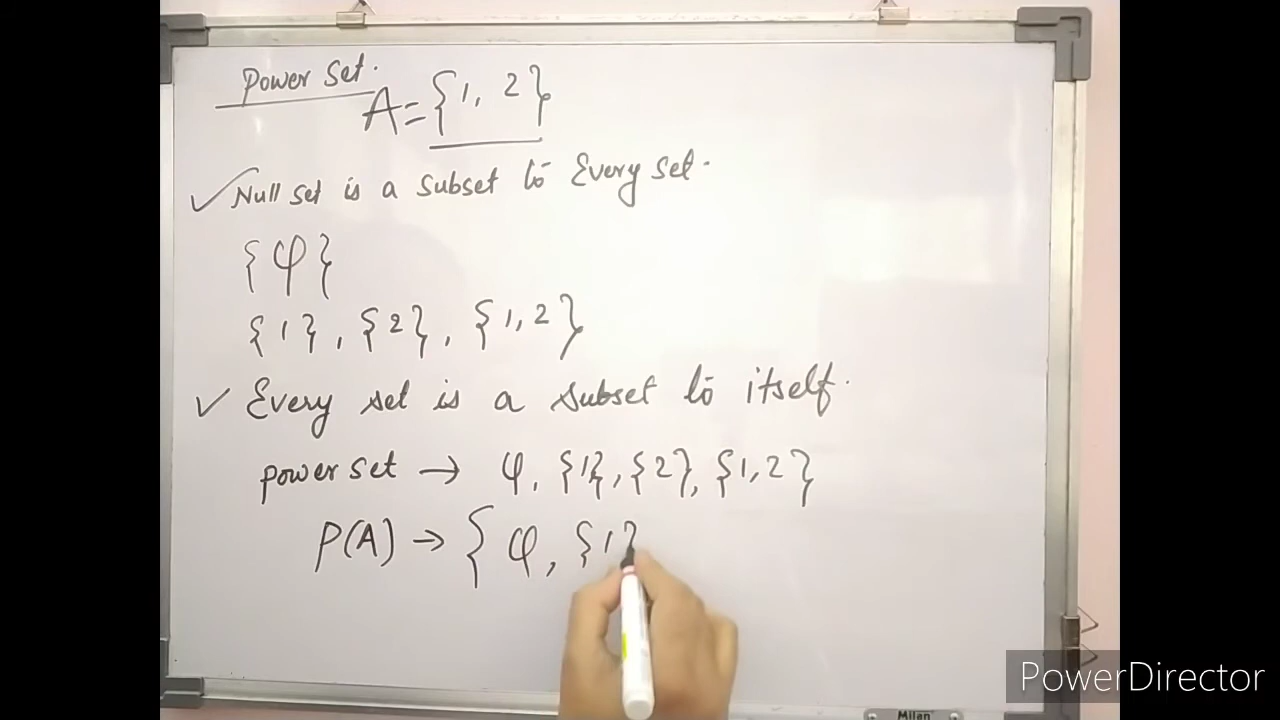 Power Set.
A = {1, 2}
✓ Null set is a subset to Every set.
{φ}
{1}, {2}, {1, 2}
✓ Every set is a subset to itself.
power set → φ, {1}, {2}, {1, 2}
P(A) → { φ, {1}
PowerDirector
Milan